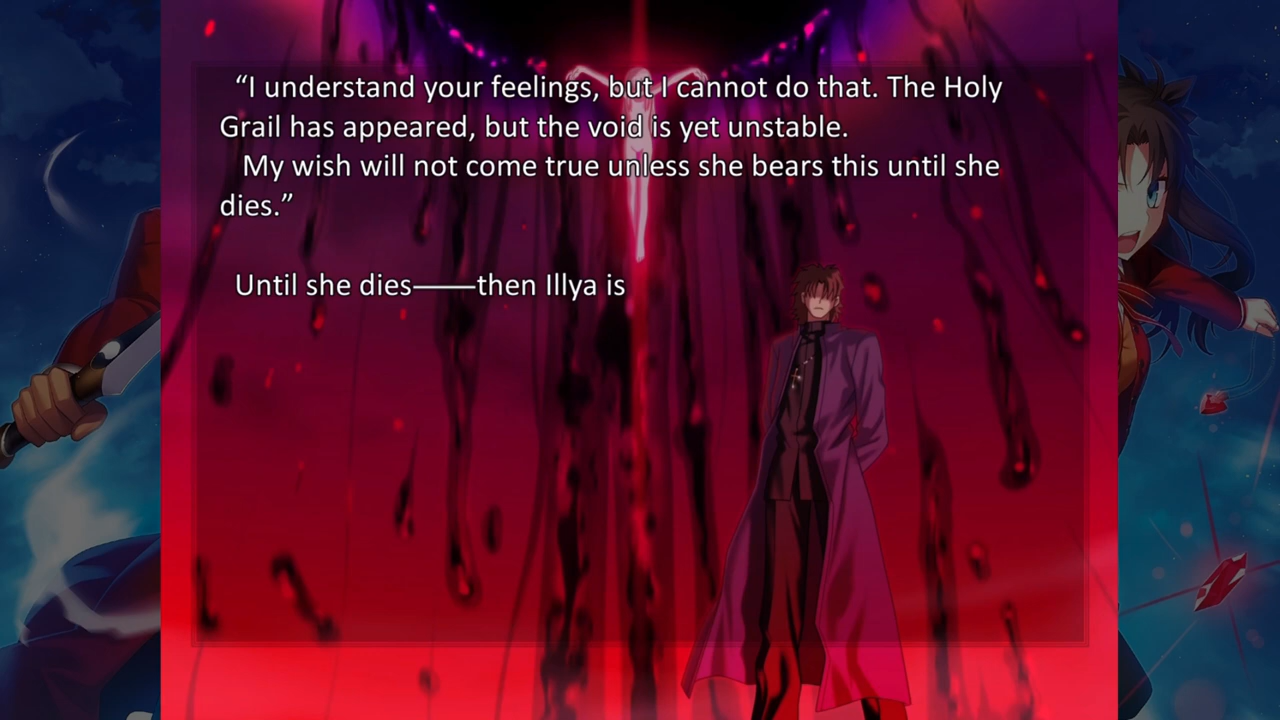 “I understand your feelings, but I cannot do that. The Holy
Grail has appeared, but the void is yet unstable.
My wish will not come true unless she bears this until she
dies.”
Until she dies――then Illya is